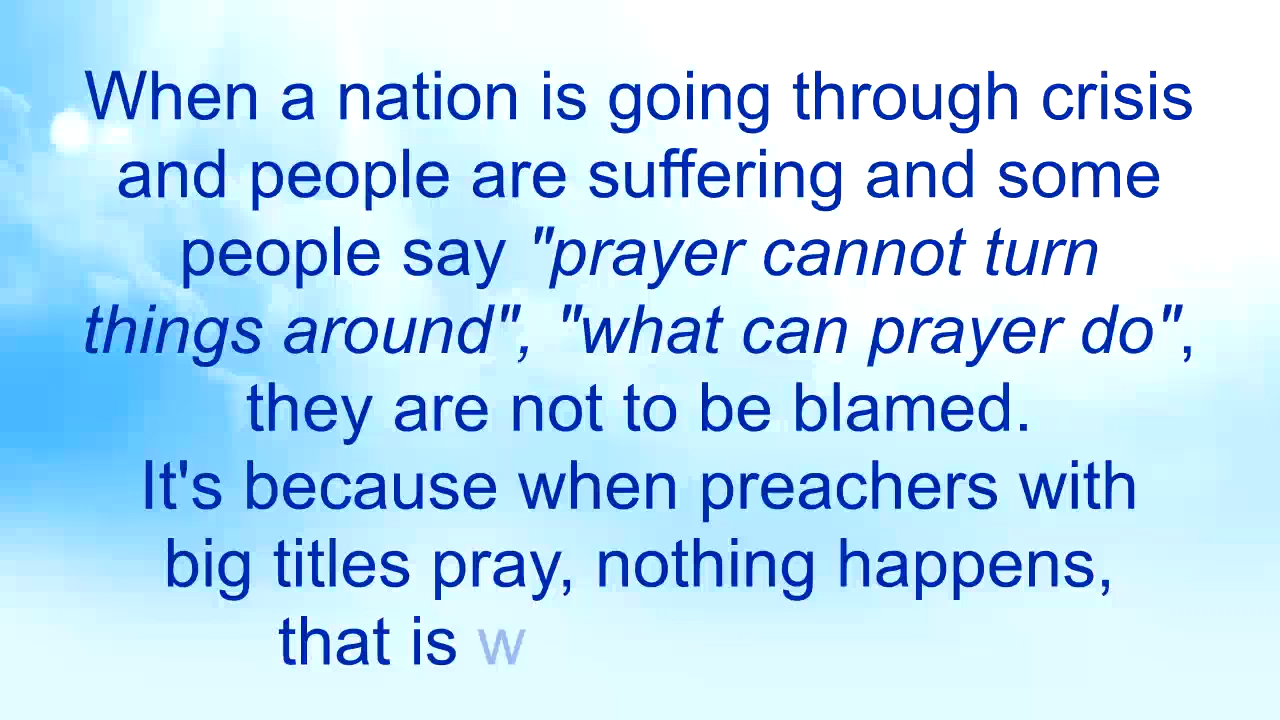 When a nation is going through crisis
and people are suffering and some
people say "prayer cannot turn
things around", "what can prayer do",
they are not to be blamed.
It's because when preachers with
big titles pray, nothing happens,
that is w